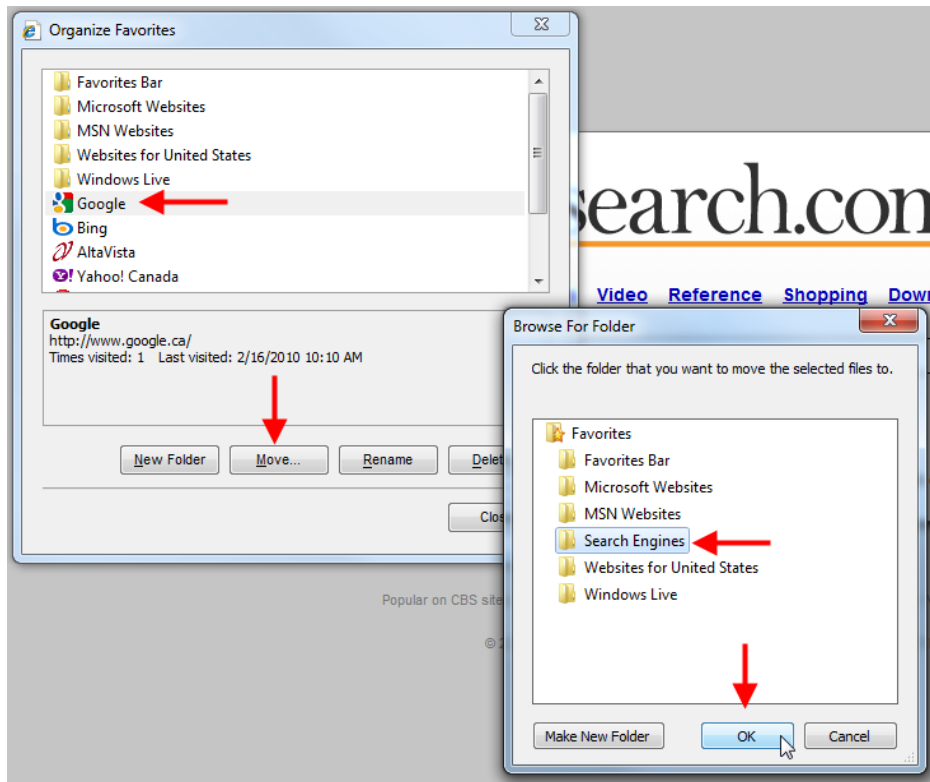 Organize Favorites
Favorites Bar
Microsoft Websites
MSN Websites
Websites for United States
Windows Live
Google
Bing
AltaVista
Yahoo! Canada
Google
http://www.google.ca/
Times visited: 1 Last visited: 2/16/2010 10:10 AM
New Folder
Move...
Rename
Delet
Clos
search.com
Video Reference Shopping Down
Popular on CBS site
©
Browse For Folder
Click the folder that you want to move the selected files to.
Favorites
Favorites Bar
Microsoft Websites
MSN Websites
Search Engines
Websites for United States
Windows Live
Make New Folder
OK
Cancel